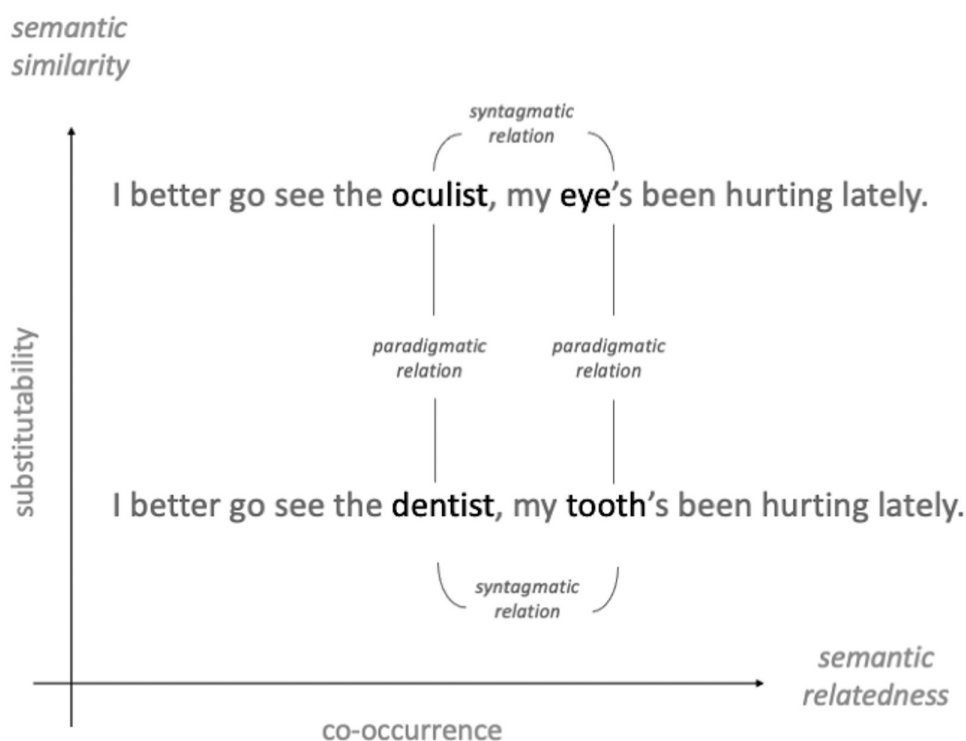 semantic
similarity
syntagmatic
relation
I better go see the oculist, my eye's been hurting lately.
paradigmatic
relation
paradigmatic
relation
substitutability
I better go see the dentist, my tooth's been hurting lately.
syntagmatic
relation
semantic
relatedness
co-occurrence